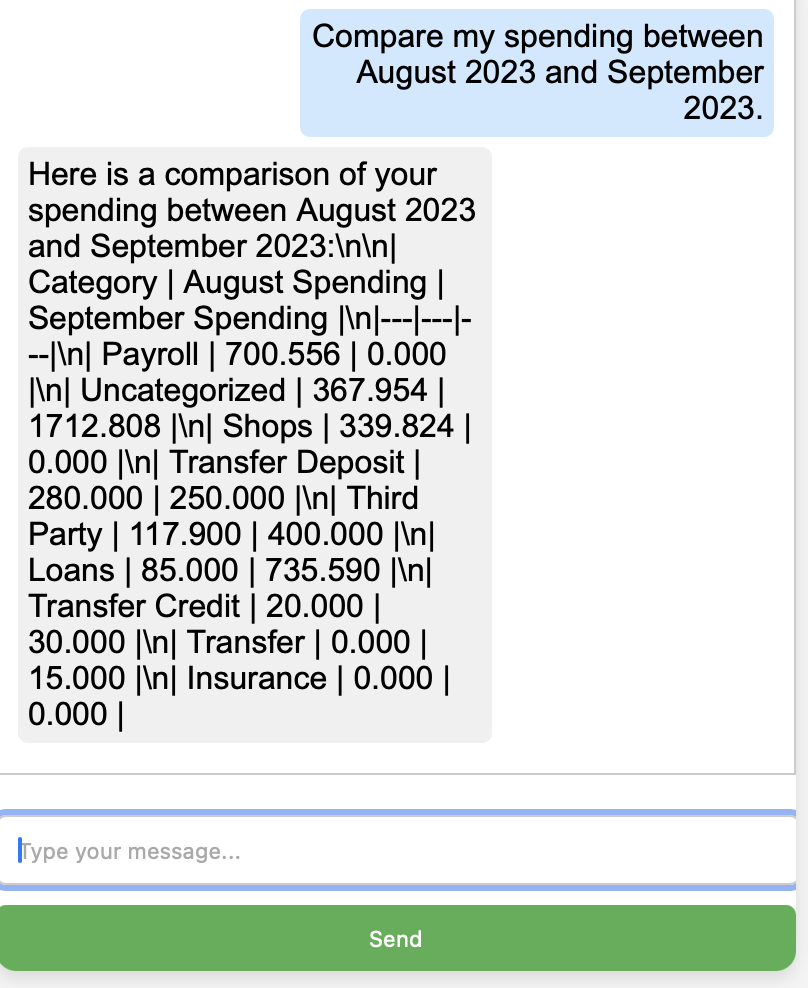 Compare my spending between
August 2023 and September
2023.
Here is a comparison of your
spending between August 2023
and September 2023:\n\n|
Category | August Spending |
September Spending |\n|---|---|-
--|\n| Payroll | 700.556 | 0.000
|\n| Uncategorized | 367.954 |
1712.808 |\n| Shops | 339.824 |
0.000 |\n| Transfer Deposit |
280.000 | 250.000 |\n| Third
Party | 117.900 | 400.000 |\n|
Loans | 85.000 | 735.590 |\n|
Transfer Credit | 20.000 |
30.000 |\n| Transfer | 0.000 |
15.000 |\n| Insurance | 0.000 |
0.000 |
Type your message...
Send